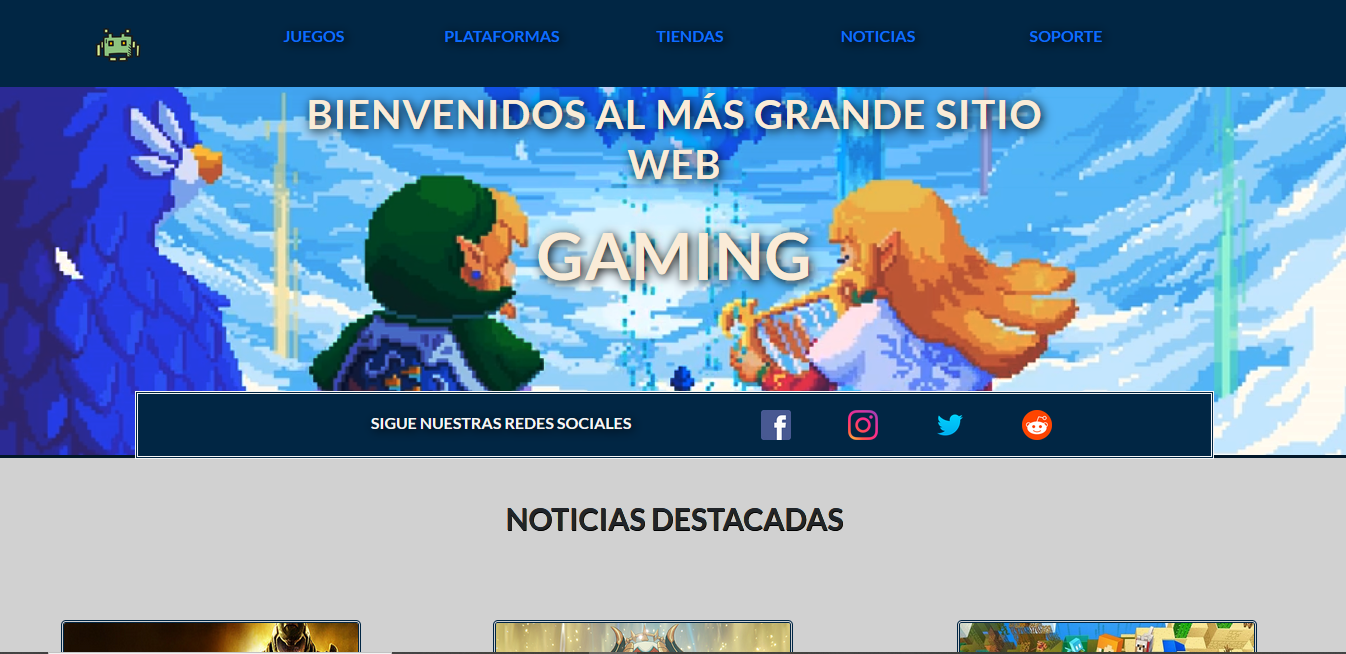 JUEGOS
PLATAFORMAS
TIENDAS
NOTICIAS
SOPORTE
BIENVENIDOS AL MÁS GRANDE SITIO
WEB
GAMING
SIGUE NUESTRAS REDES SOCIALES
NOTICIAS DESTACADAS